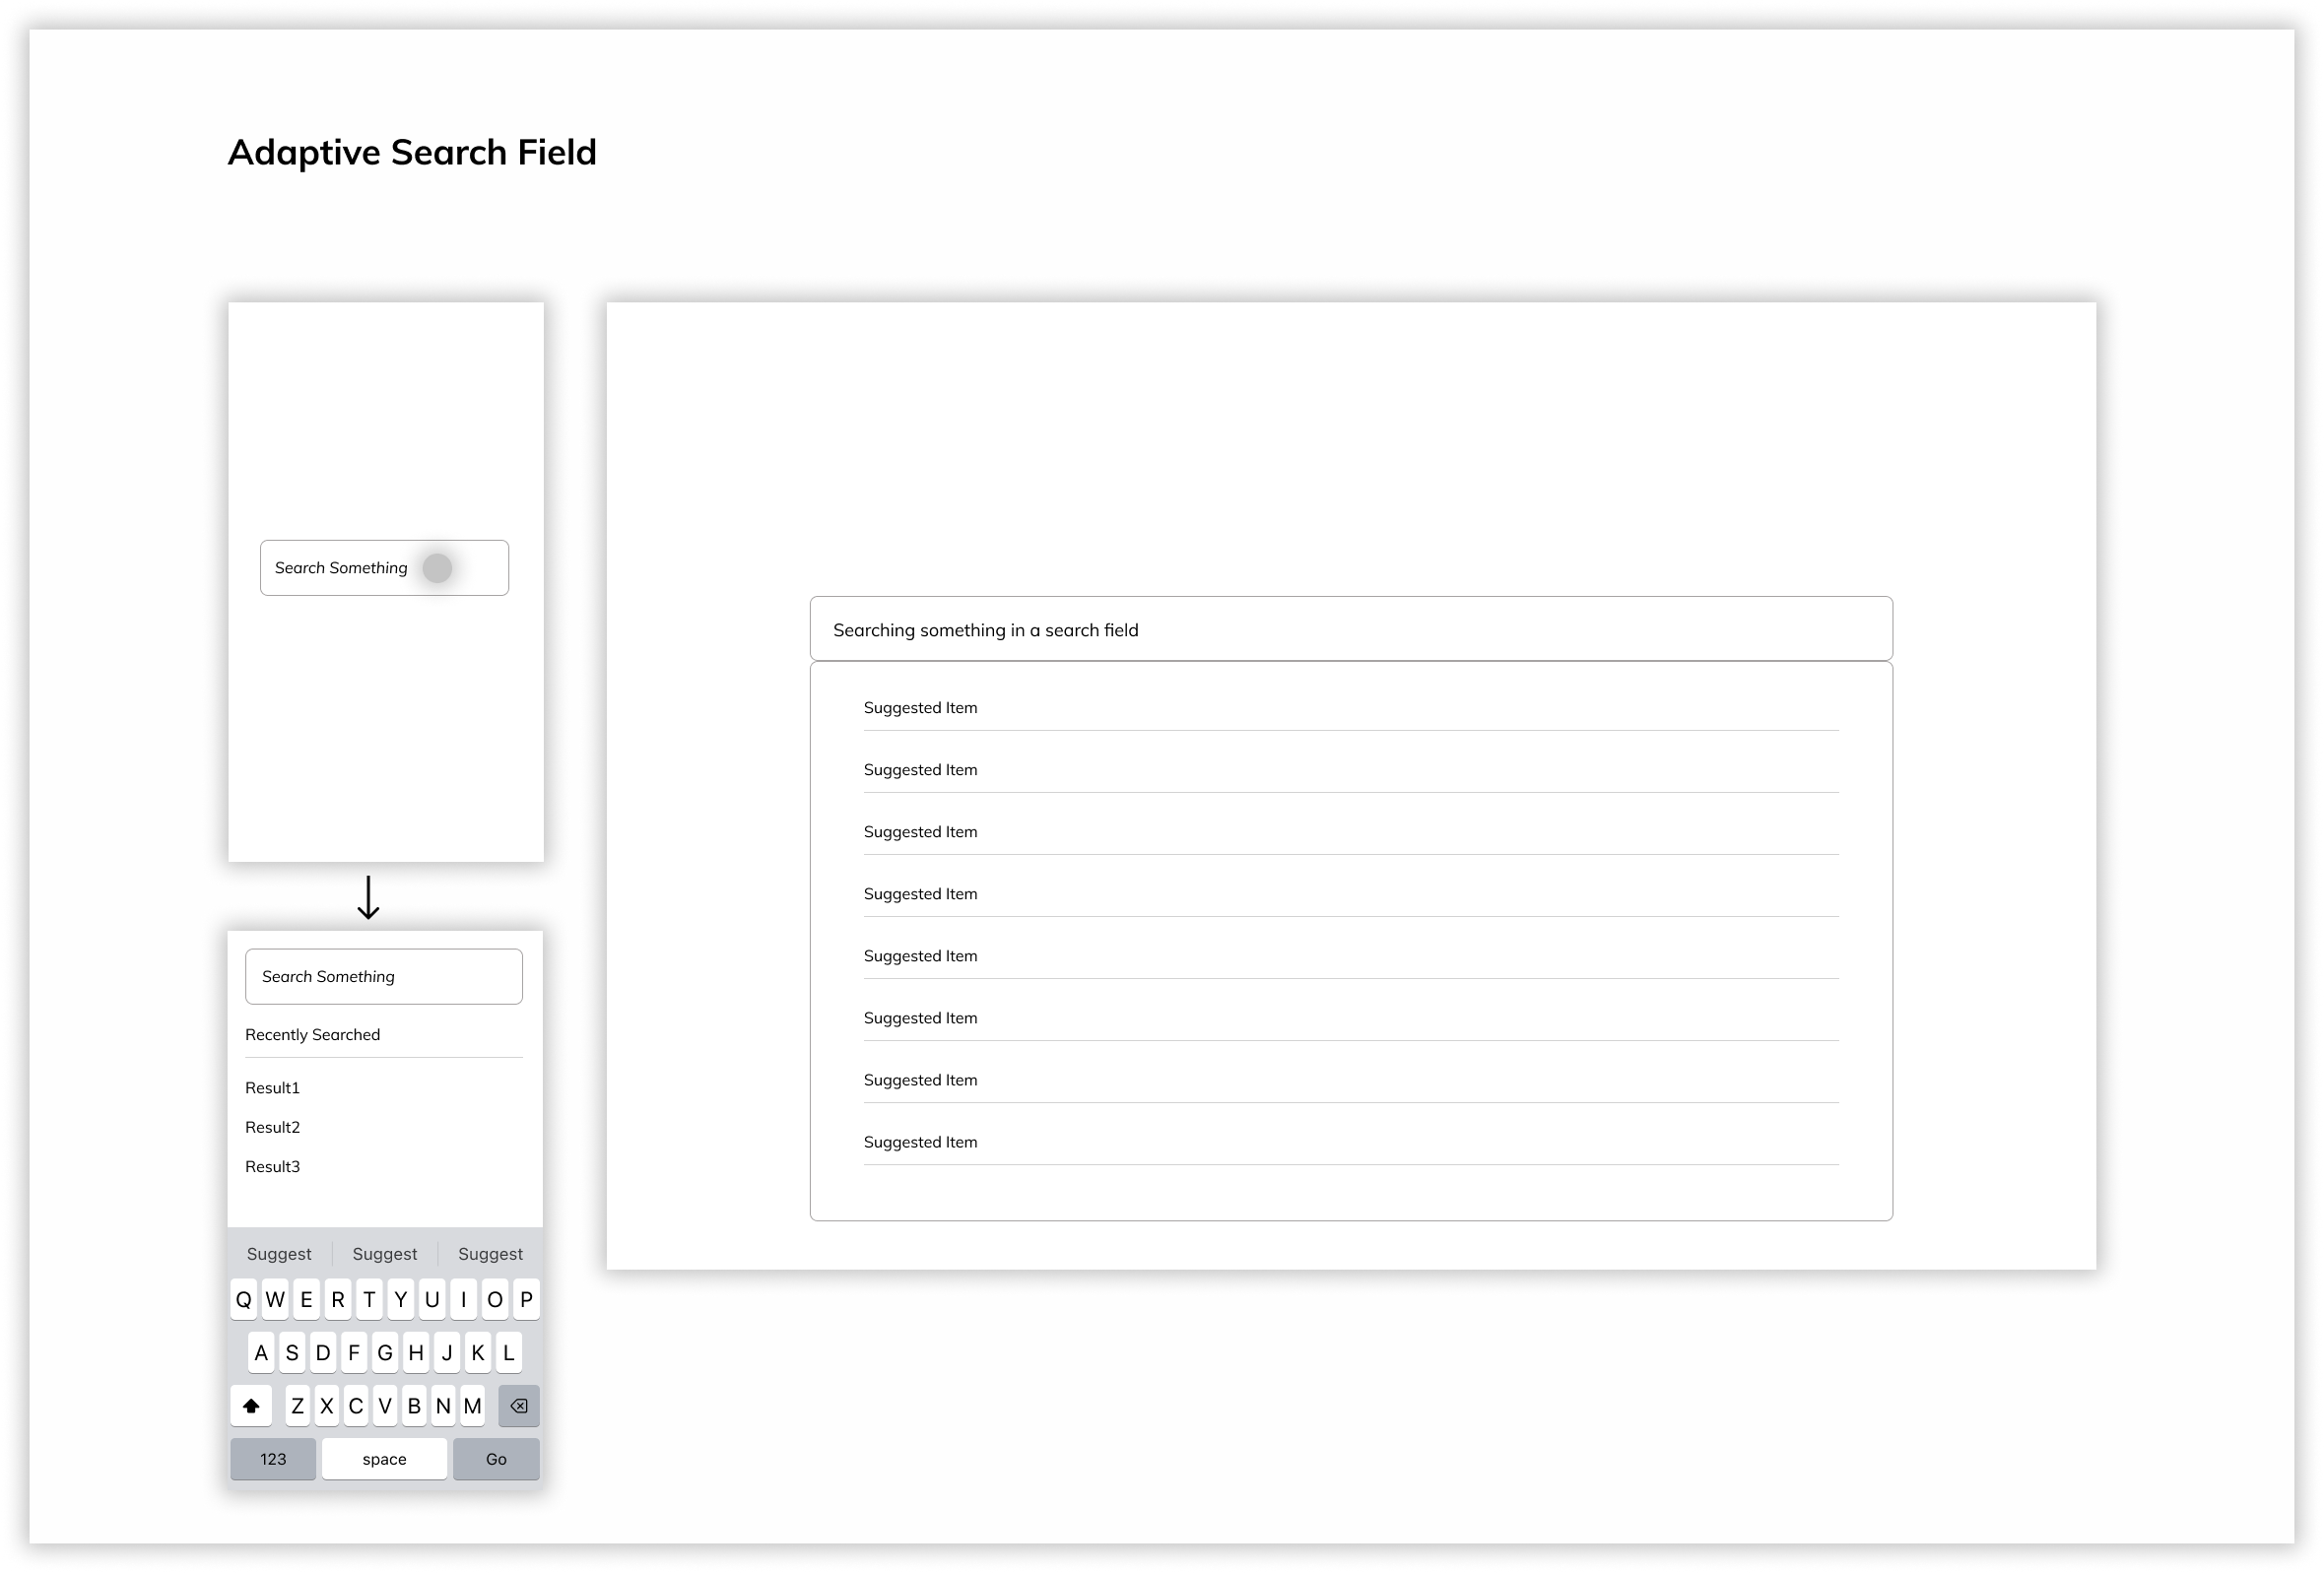 Adaptive Search Field
Search Something
Search Something
Recently Searched
Result1
Result2
Result3
Suggest Suggest Suggest
Q W E R T Y U I O P
A S D F G H J K L
Z X C V B N M
123 space Go
Searching something in a search field
Suggested Item
Suggested Item
Suggested Item
Suggested Item
Suggested Item
Suggested Item
Suggested Item
Suggested Item